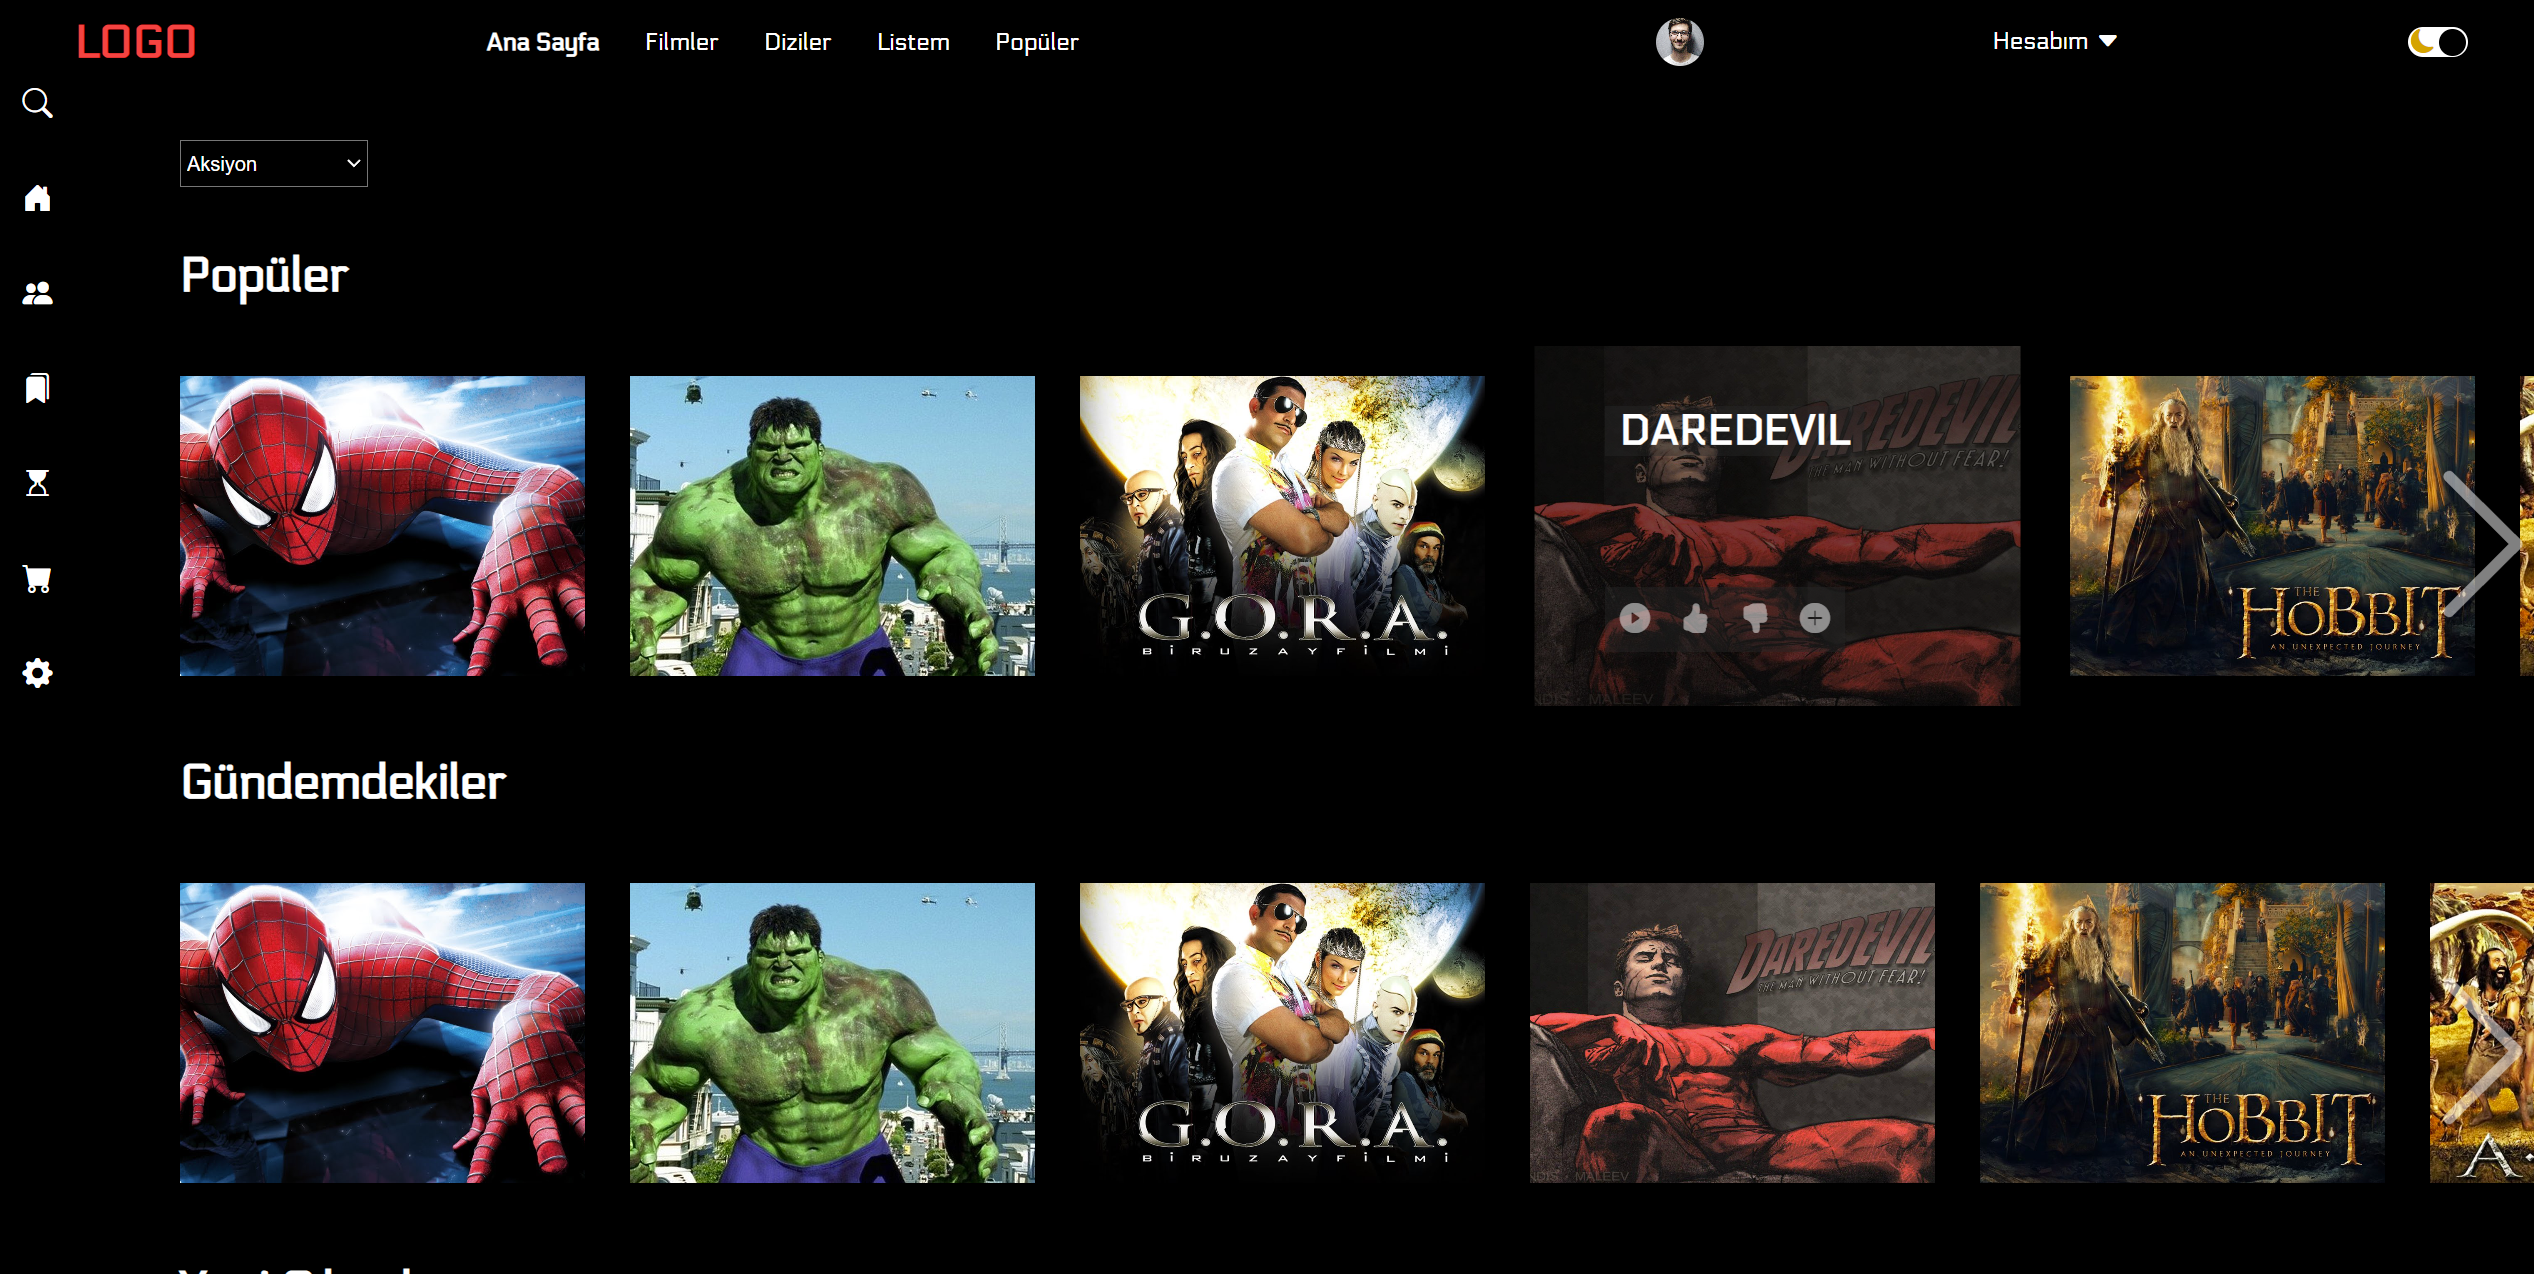 LOGO
Ana Sayfa Filmler Diziler Listem Popüler Hesabım
Aksiyon
Popüler
G.O.R.A.
BİR UZAY FİLMİ
DAREDEVIL
DAREDEVIL
THE MAN WITHOUT FEAR!
MALEEV
THE
HOBBIT
AN UNEXPECTED JOURNEY
Gündemdekiler
G.O.R.A.
BİR UZAY FİLMİ
DAREDEVIL
THE MAN WITHOUT FEAR!
MALEEV
THE
HOBBIT
AN UNEXPECTED JOURNEY
A.